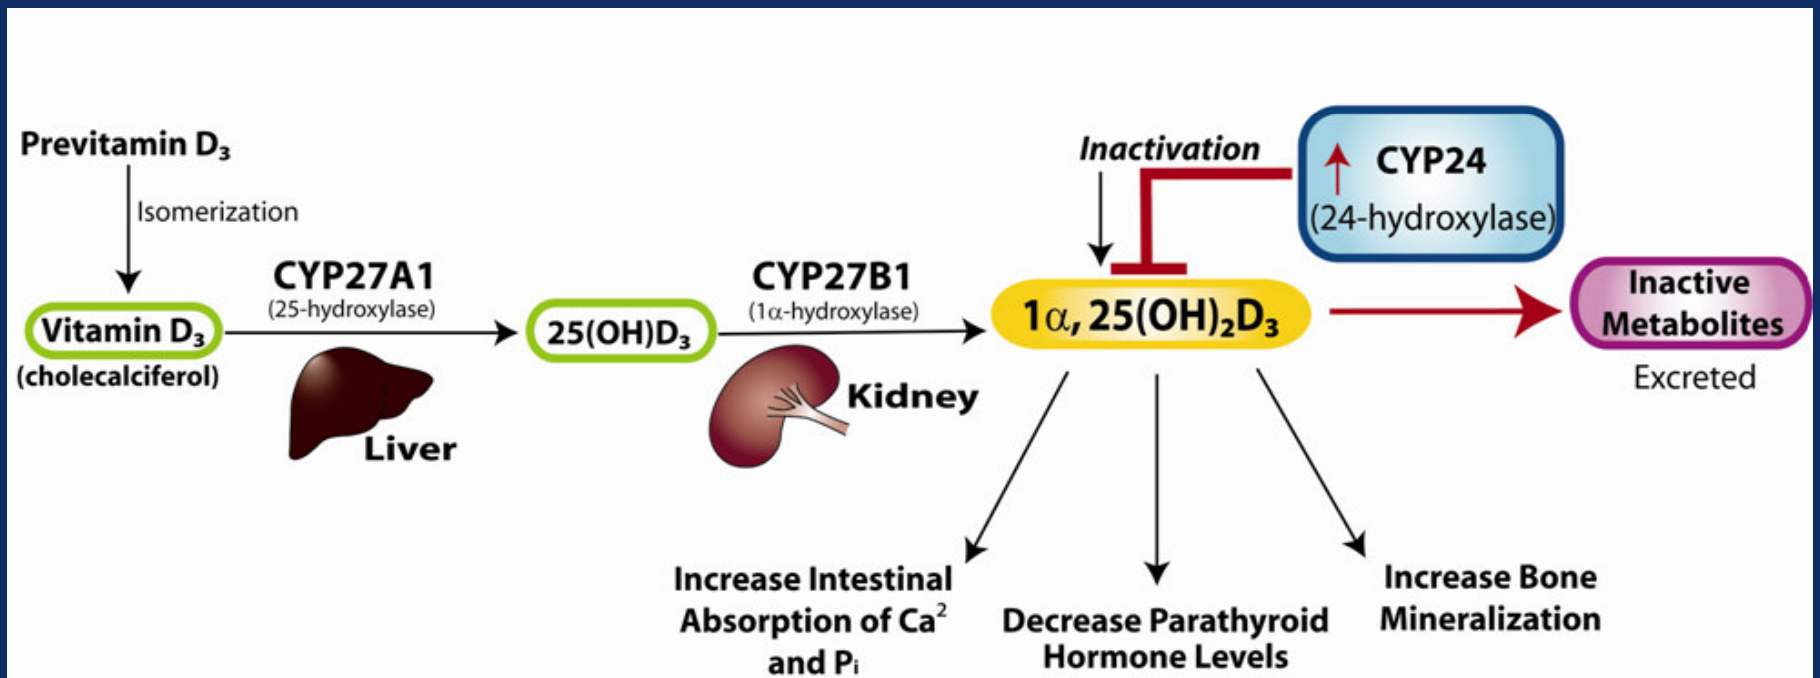 Previtamin D₃
Isomerization
Vitamin D₃
(cholecalciferol)
CYP27A1
(25-hydroxylase)
Liver
25(OH)D₃
CYP27B1
(1α-hydroxylase)
Kidney
Inactivation
1α, 25(OH)₂D₃
CYP24
(24-hydroxylase)
Inactive
Metabolites
Excreted
Increase Intestinal
Absorption of Ca²
and Pᵢ
Decrease Parathyroid
Hormone Levels
Increase Bone
Mineralization